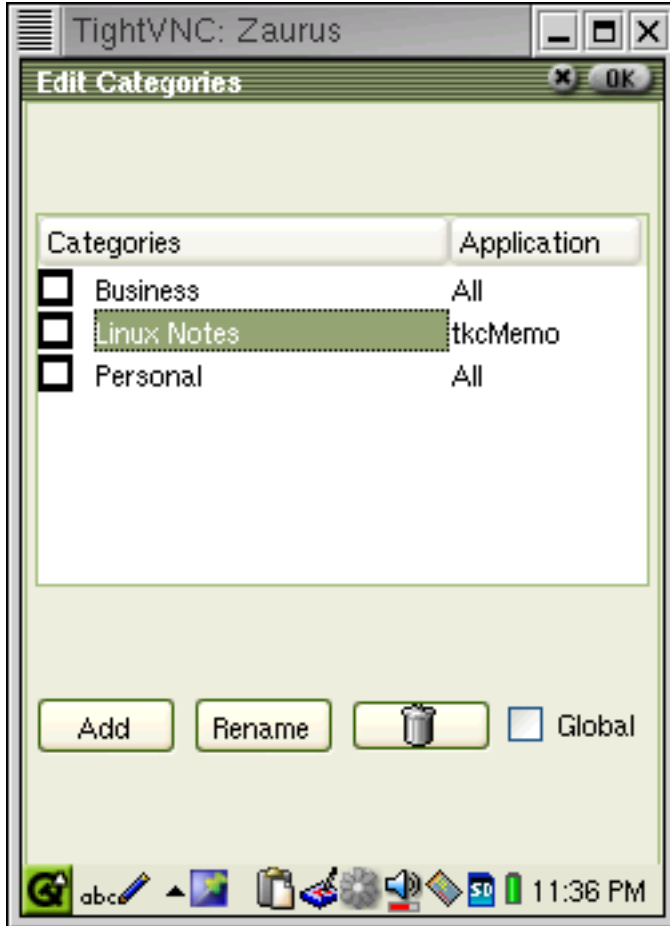 TightVNC: Zaurus
Edit Categories
OK
Categories Application
Business All
Linux Notes tkcMemo
Personal All
Add Rename Global
abc SD 11:36 PM